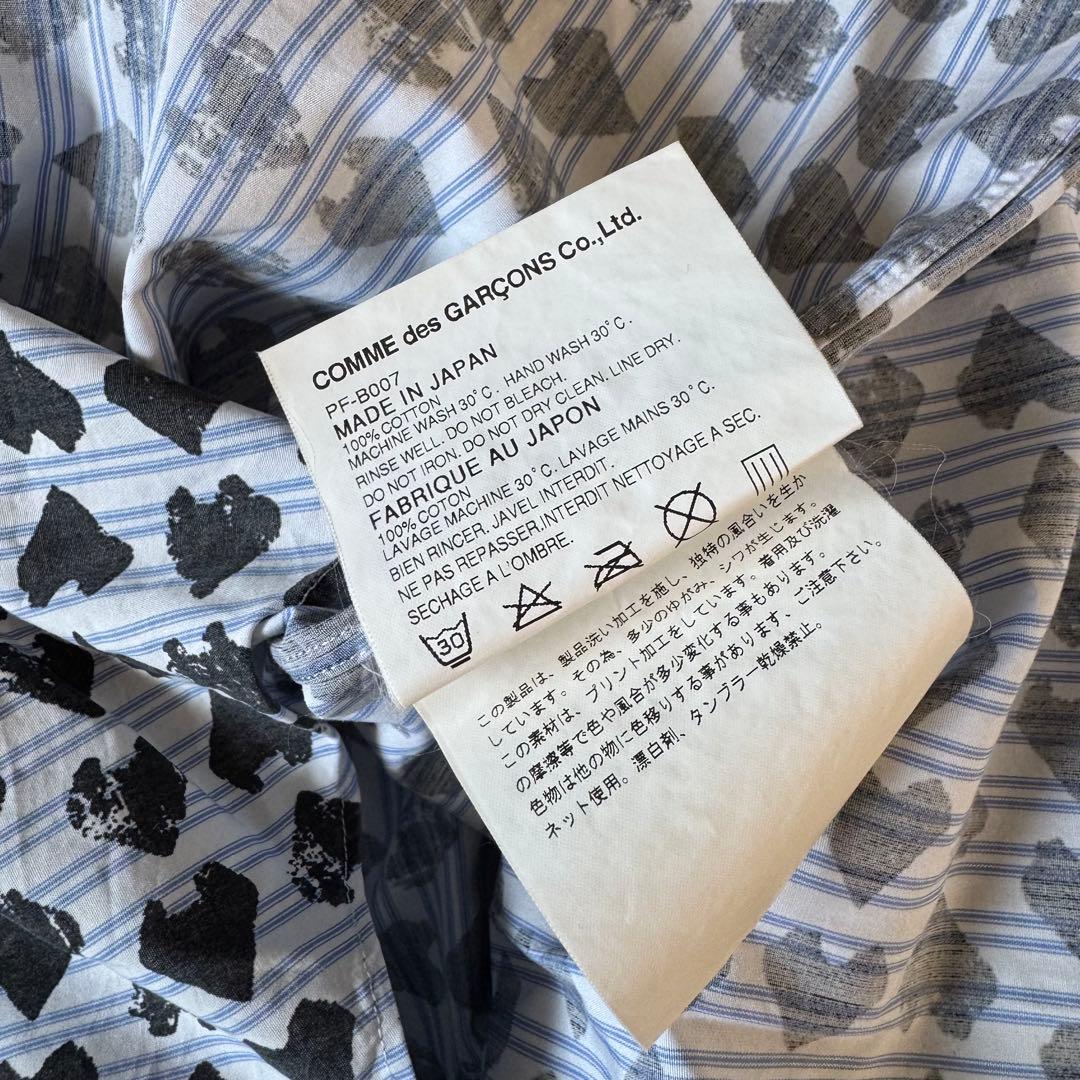 COMME des GARÇONS Co.,Ltd.
PF-B007
MADE IN JAPAN
100% COTTON
MACHINE WASH 30°C. HAND WASH 30°C.
RINSE WELL. DO NOT BLEACH.
DO NOT IRON. DO NOT DRY CLEAN. LINE DRY.
FABRIQUE AU JAPON
100% COTON
LAVAGE MACHINE 30°C. LAVAGE MAINS 30°C.
BIEN RINCER. JAVEL INTERDIT.
NE PAS REPASSER.INTERDIT NETTOYAGE A SEC.
SECHAGE A L'OMBRE.
30
この製品は、製品洗い加工を施し、独特の風合いを生か
しています。その為、多少のゆがみ、シワが生じます。
この素材は、プリント加工をしています。着用及び洗濯
の摩擦等で色や風合が多少変化する事もあります。
色物は他の物に色移りする事があります、ご注意下さい。
ネット使用。漂白剤、タンブラー乾燥禁止。